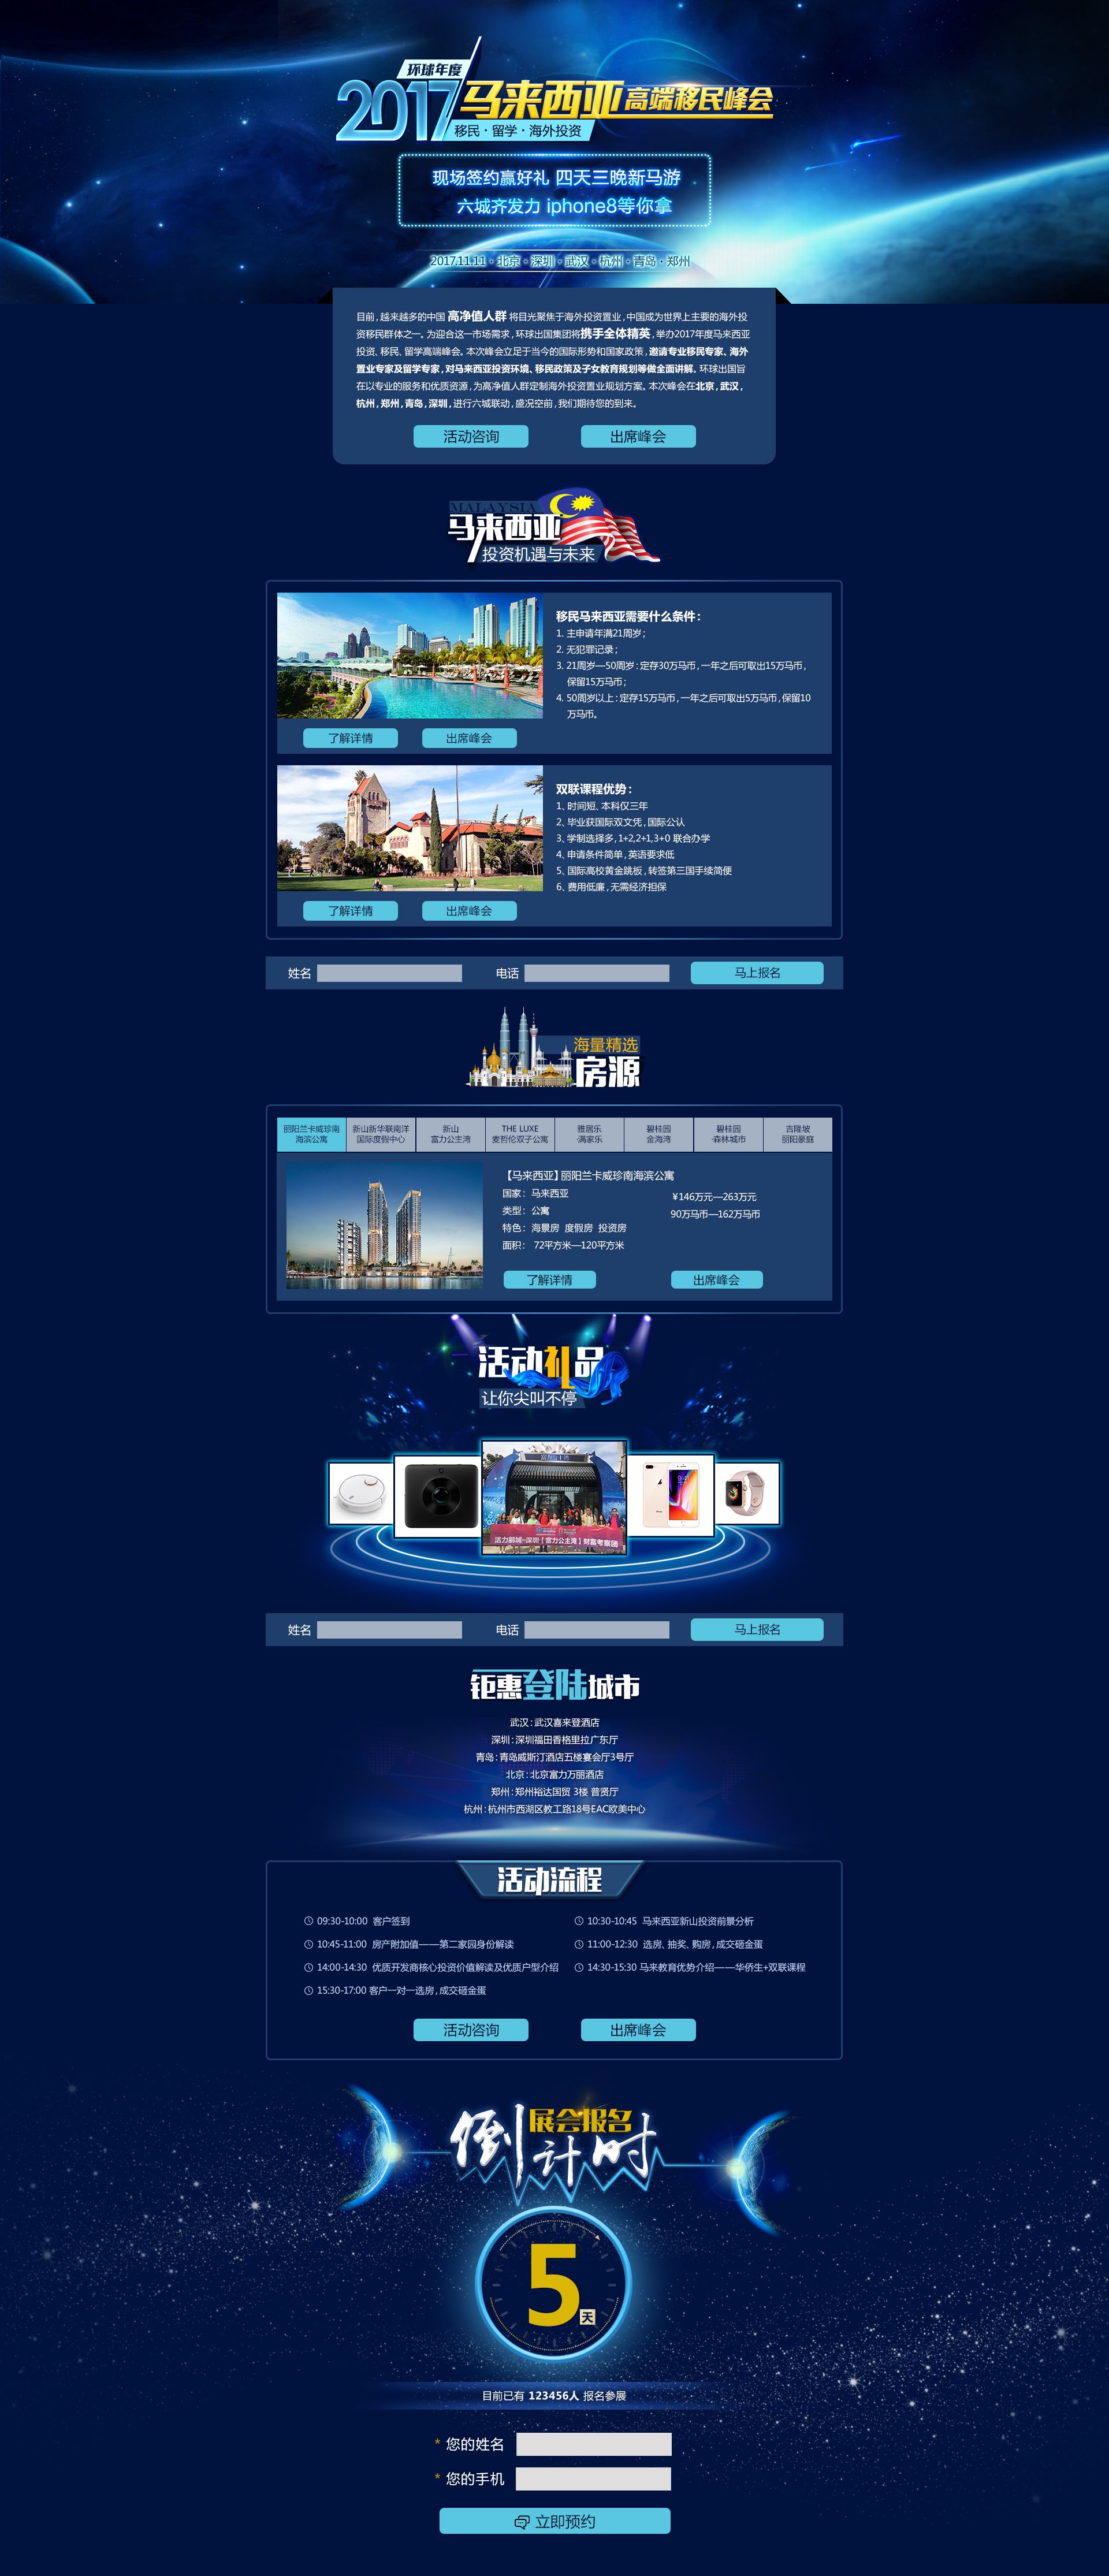 环球年度
2017马来西亚高端移民峰会
移民·留学·海外投资
现场签约赢好礼 四天三晚新马游
六城齐发力 iphone8等你拿
2017.11.11·北京·深圳·武汉·杭州·青岛·郑州
目前,越来越多的中国 高净值人群 将目光聚焦于海外投资置业,中国成为世界上主要的海外投
资移民群体之一。为迎合这一市场需求,环球出国集团将携手全体精英,举办2017年度马来西亚
投资、移民、留学高端峰会。本次峰会立足于当今的国际形势和国家政策,邀请专业移民专家、海外
置业专家及留学专家,对马来西亚投资环境、移民政策及子女教育规划等做全面讲解。环球出国旨
在以专业的服务和优质资源,为高净值人群定制海外投资置业规划方案。本次峰会在北京,武汉,
杭州,郑州,青岛,深圳,进行六城联动,盛况空前,我们期待您的到来。
活动咨询 出席峰会
MALAYSIA
马来西亚
投资机遇与未来
移民马来西亚需要什么条件:
1. 主申请年满21周岁;
2. 无犯罪记录;
3. 21周岁—50周岁:定存30万马币,一年之后可取出15万马币,
保留15万马币;
4. 50周岁以上:定存15万马币,一年之后可取出5万马币,保留10
万马币。
了解详情 出席峰会
双联课程优势:
1、时间短、本科仅三年
2、毕业获国际双文凭,国际公认
3、学制选择多,1+2,2+1,3+0 联合办学
4、申请条件简单,英语要求低
5、国际高校黄金跳板,转签第三国手续简便
6、费用低廉,无需经济担保
了解详情 出席峰会
姓名 电话 马上报名
海量精选
房源
丽阳兰卡威珍南 新山新华联南洋 新山 THE LUXE 雅居乐 碧桂园 碧桂园 吉隆坡
海滨公寓 国际度假中心 富力公主湾 麦哲伦双子公寓 ·满家乐 金海湾 ·森林城市 丽阳豪庭
【马来西亚】丽阳兰卡威珍南海滨公寓
国家: 马来西亚 ¥146万元—263万元
类型: 公寓 90万马币—162万马币
特色: 海景房 度假房 投资房
面积: 72平方米—120平方米
了解详情 出席峰会
活动礼品
让你尖叫不停
活力鹏城-深圳【富力公主湾】财富考察团
姓名 电话 马上报名
钜惠登陆城市
武汉:武汉喜来登酒店
深圳:深圳福田香格里拉广东厅
青岛:青岛威斯汀酒店五楼宴会厅3号厅
北京:北京富力万丽酒店
郑州:郑州裕达国贸 3楼 普贤厅
杭州:杭州市西湖区教工路18号EAC欧美中心
活动流程
09:30-10:00 客户签到 10:30-10:45 马来西亚新山投资前景分析
10:45-11:00 房产附加值——第二家园身份解读 11:00-12:30 选房、抽奖、购房,成交砸金蛋
14:00-14:30 优质开发商核心投资价值解读及优质户型介绍 14:30-15:30 马来教育优势介绍——华侨生+双联课程
15:30-17:00 客户一对一选房,成交砸金蛋
活动咨询 出席峰会
展会报名
倒计时
5天
目前已有 123456人 报名参展
* 您的姓名
* 您的手机
立即预约